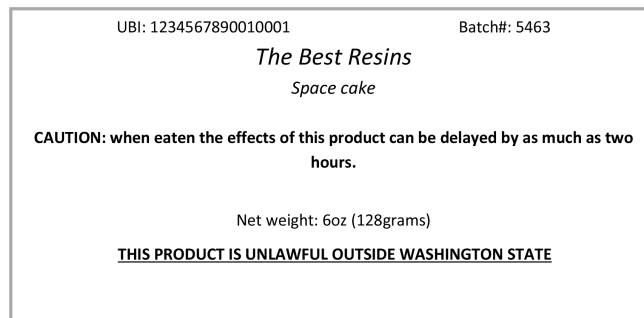 UBI: 1234567890010001 Batch#: 5463
The Best Resins
Space cake
CAUTION: when eaten the effects of this product can be delayed by as much as two
hours.
Net weight: 6oz (128grams)
THIS PRODUCT IS UNLAWFUL OUTSIDE WASHINGTON STATE